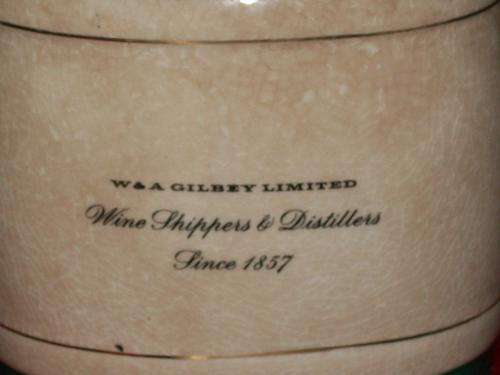 W & A GILBEY LIMITED
Wine Shippers & Distillers
Since 1857